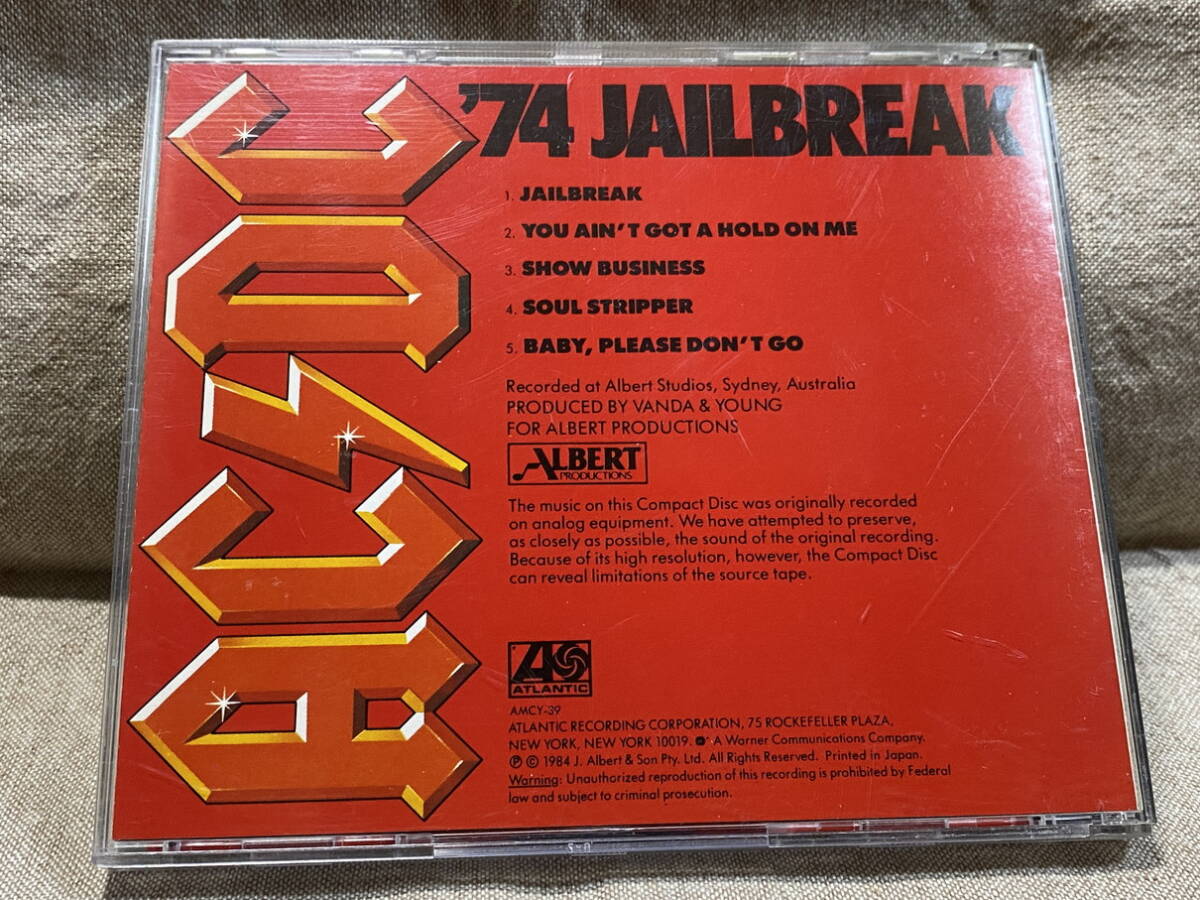 AC DC
'74 JAILBREAK
1. JAILBREAK
2. YOU AIN'T GOT A HOLD ON ME
3. SHOW BUSINESS
4. SOUL STRIPPER
5. BABY, PLEASE DON'T GO
Recorded at Albert Studios, Sydney, Australia
PRODUCED BY VANDA & YOUNG
FOR ALBERT PRODUCTIONS
ALBERT
PRODUCTIONS
The music on this Compact Disc was originally recorded
on analog equipment. We have attempted to preserve,
as closely as possible, the sound of the original recording.
Because of its high resolution, however, the Compact Disc
can reveal limitations of the source tape.
ATLANTIC
AMCY-39
ATLANTIC RECORDING CORPORATION, 75 ROCKEFELLER PLAZA,
NEW YORK, NEW YORK 10019. A Warner Communications Company.
℗ © 1984 J. Albert & Son Pty. Ltd. All Rights Reserved. Printed in Japan.
Warning: Unauthorized reproduction of this recording is prohibited by Federal
law and subject to criminal prosecution.